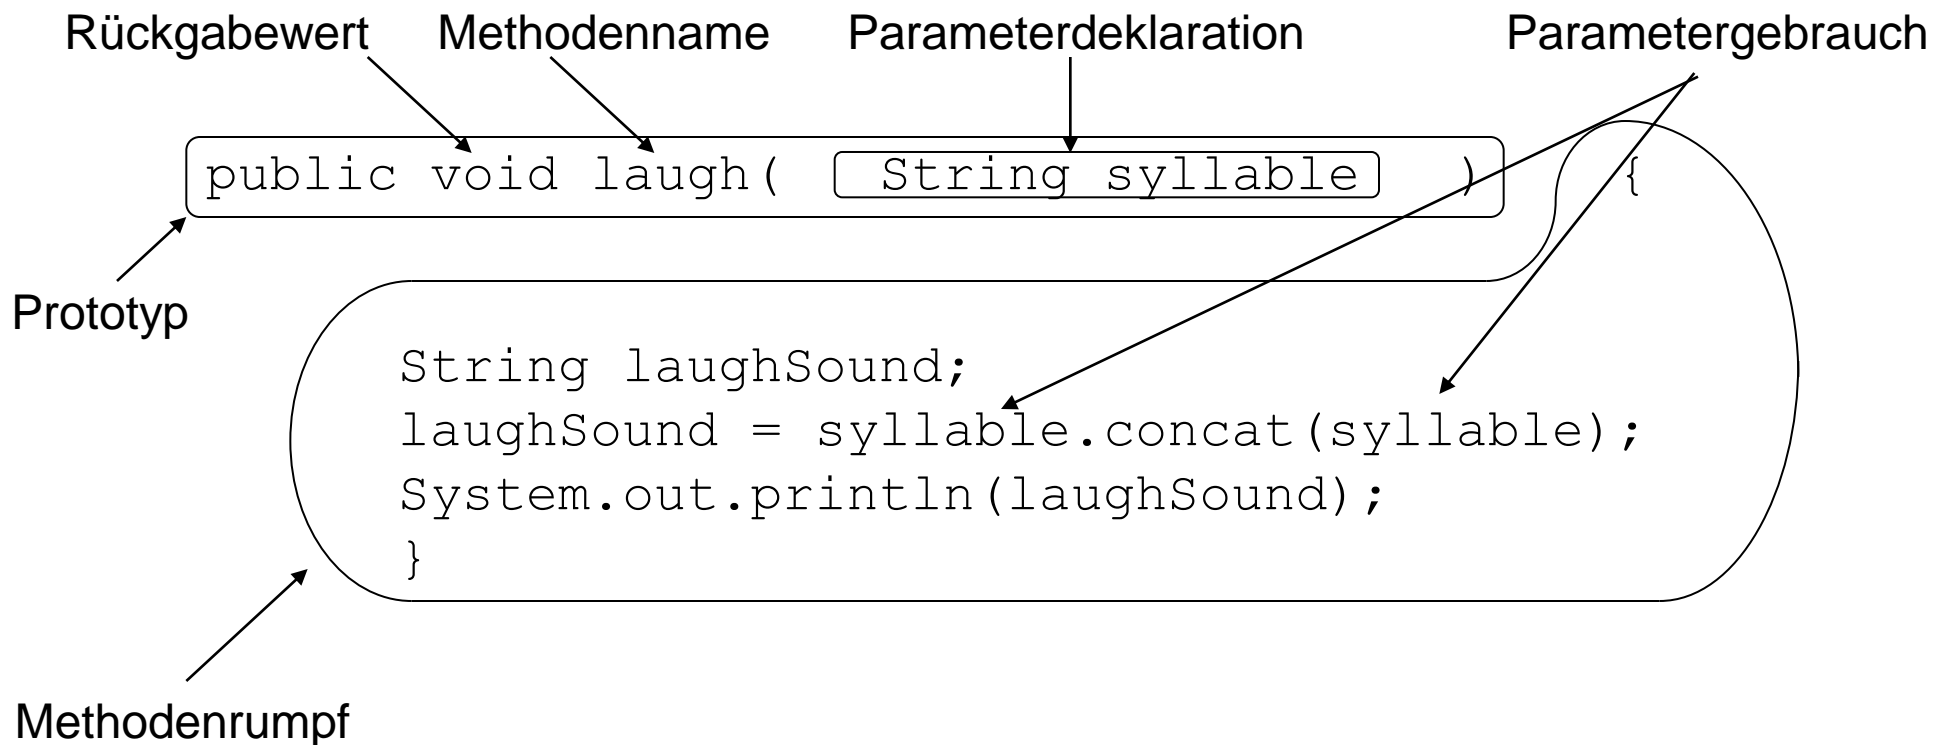 Rückgabewert Methodenname Parameterdeklaration Parametergebrauch
public void laugh( String syllable ) {
Prototyp
String laughSound;
laughSound = syllable.concat(syllable);
System.out.println(laughSound);
}
Methodenrumpf